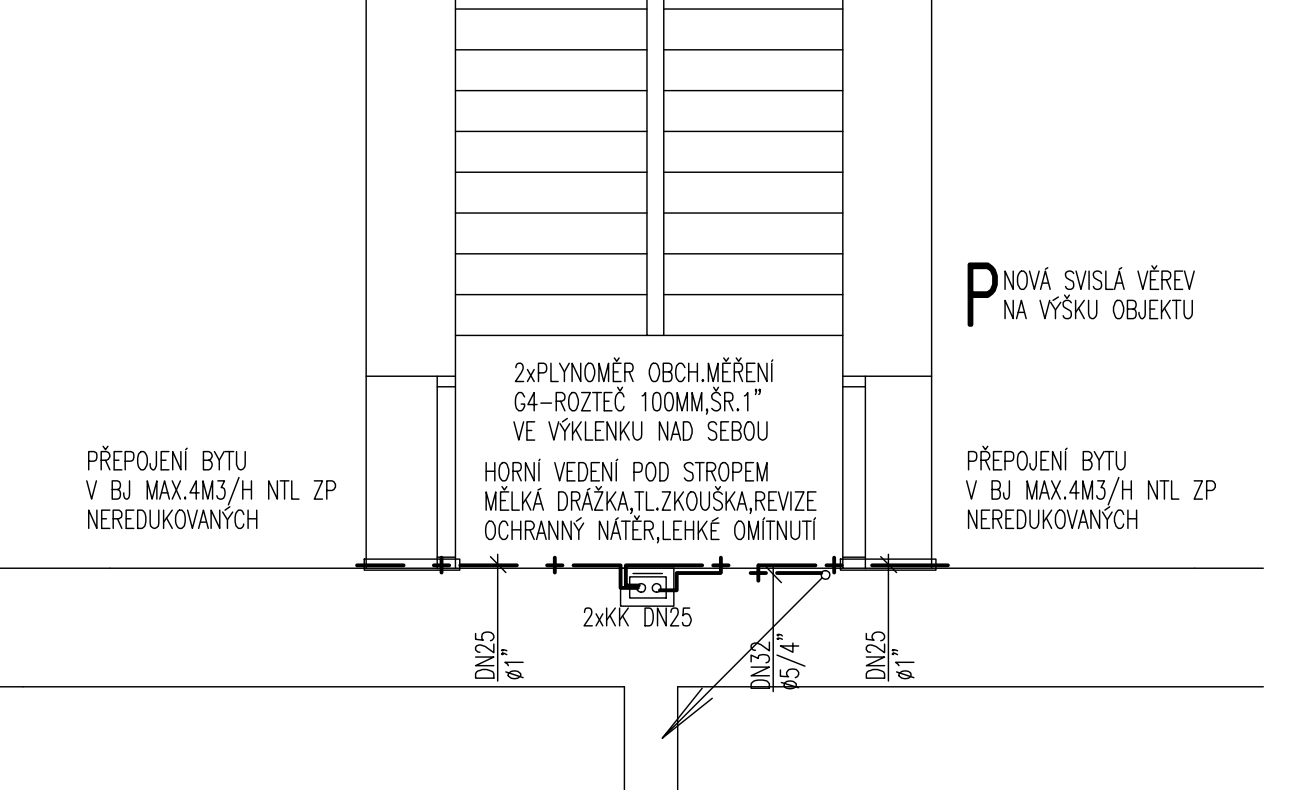 P
NOVÁ SVISLÁ VĚREV
NA VÝŠKU OBJEKTU
2xPLYNOMĚR OBCH.MĚŘENÍ
G4-ROZTEČ 100MM,ŠR.1"
VE VÝKLENKU NAD SEBOU
HORNÍ VEDENÍ POD STROPEM
MĚLKÁ DRÁŽKA,TL.ZKOUŠKA,REVIZE
OCHRANNÝ NÁTĚR,LEHKÉ OMÍTNUTÍ
PŘEPOJENÍ BYTU
V BJ MAX.4M3/H NTL ZP
NEREDUKOVANÝCH
PŘEPOJENÍ BYTU
V BJ MAX.4M3/H NTL ZP
NEREDUKOVANÝCH
2xKK DN25
DN25
ø1"
DN32
ø5/4"
DN25
ø1"